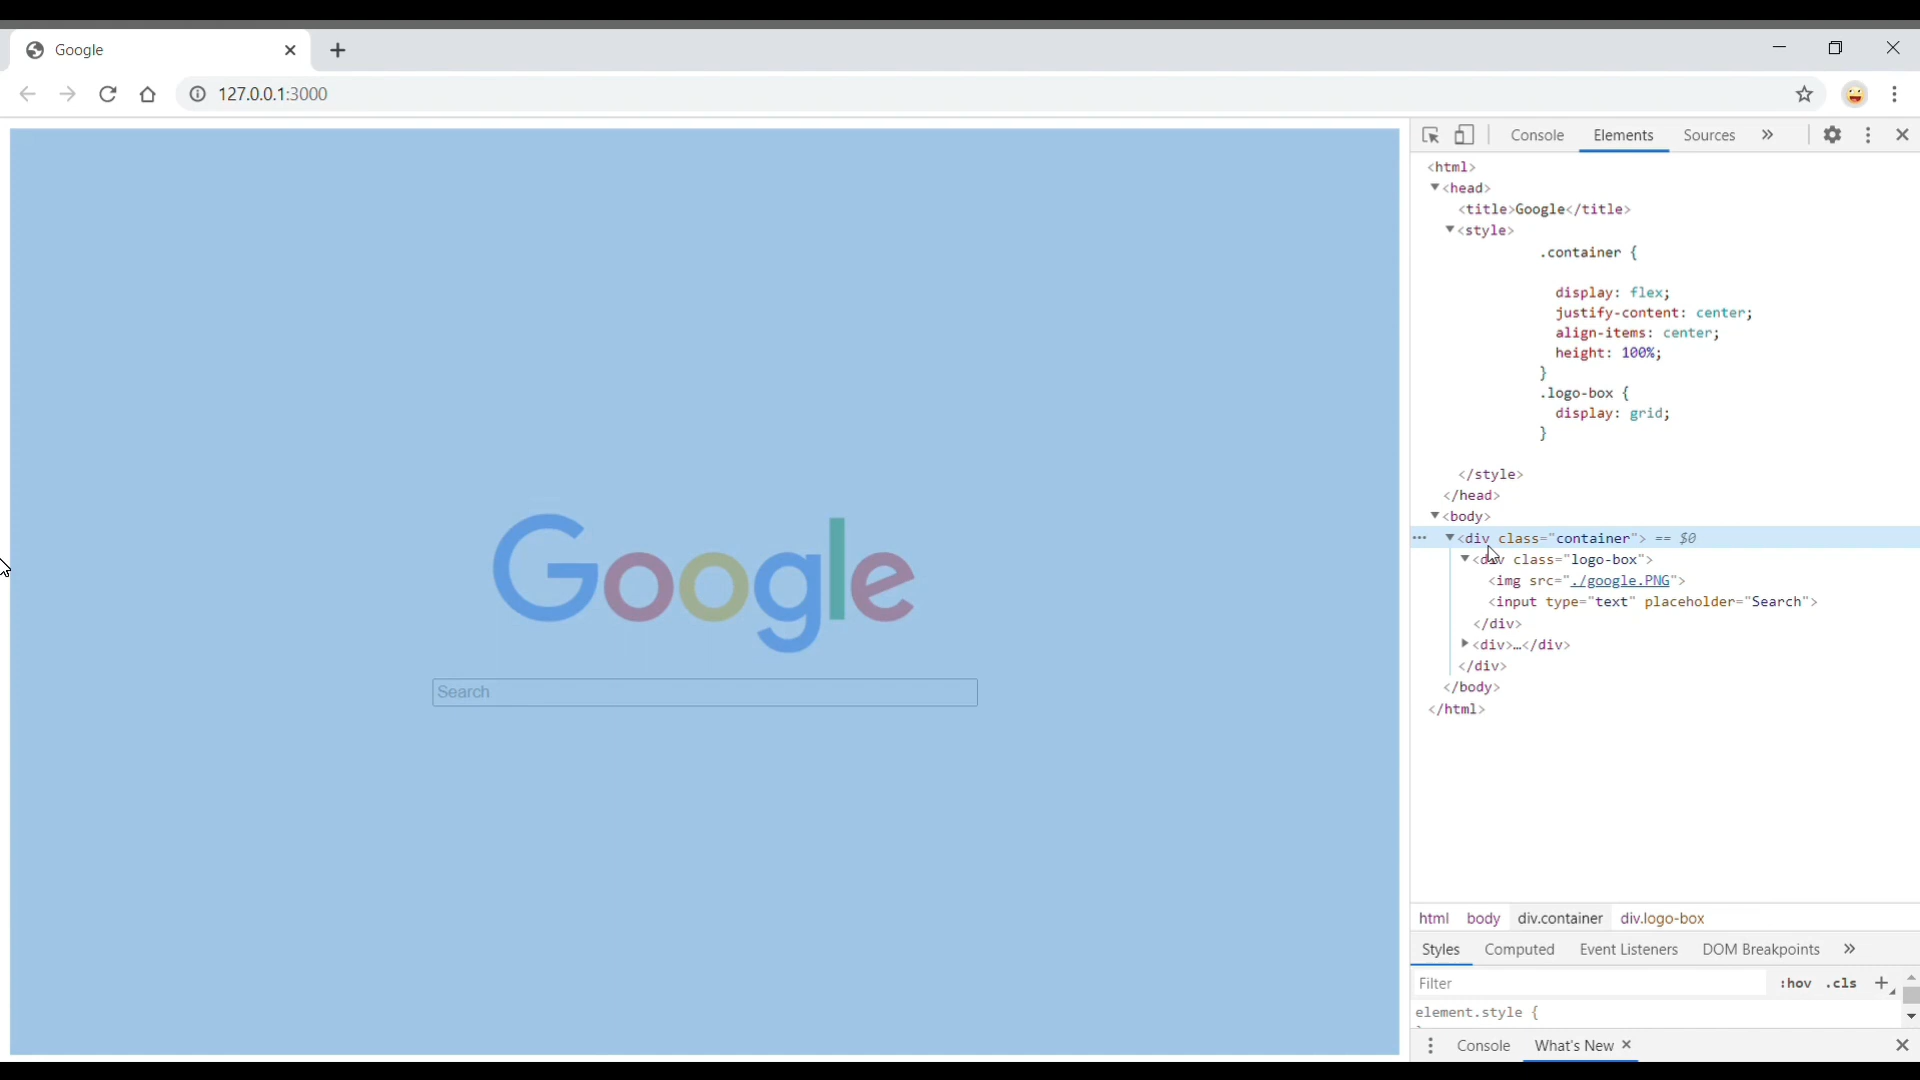 Google
127.0.0.1:3000
Console Elements Sources »
<html>
<head>
<title>Google</title>
<style>
.container {
display: flex;
justify-content: center;
align-items: center;
height: 100%;
}
.logo-box {
display: grid;
}
</style>
</head>
<body>
<div class="container"> == $0
<div class="logo-box">
<img src="./google.PNG">
<input type="text" placeholder="Search">
</div>
<div>…</div>
</div>
</body>
</html>
Google
Search
html body div.container div.logo-box
Styles Computed Event Listeners DOM Breakpoints »
Filter :hov .cls +
element.style {
Console What's New